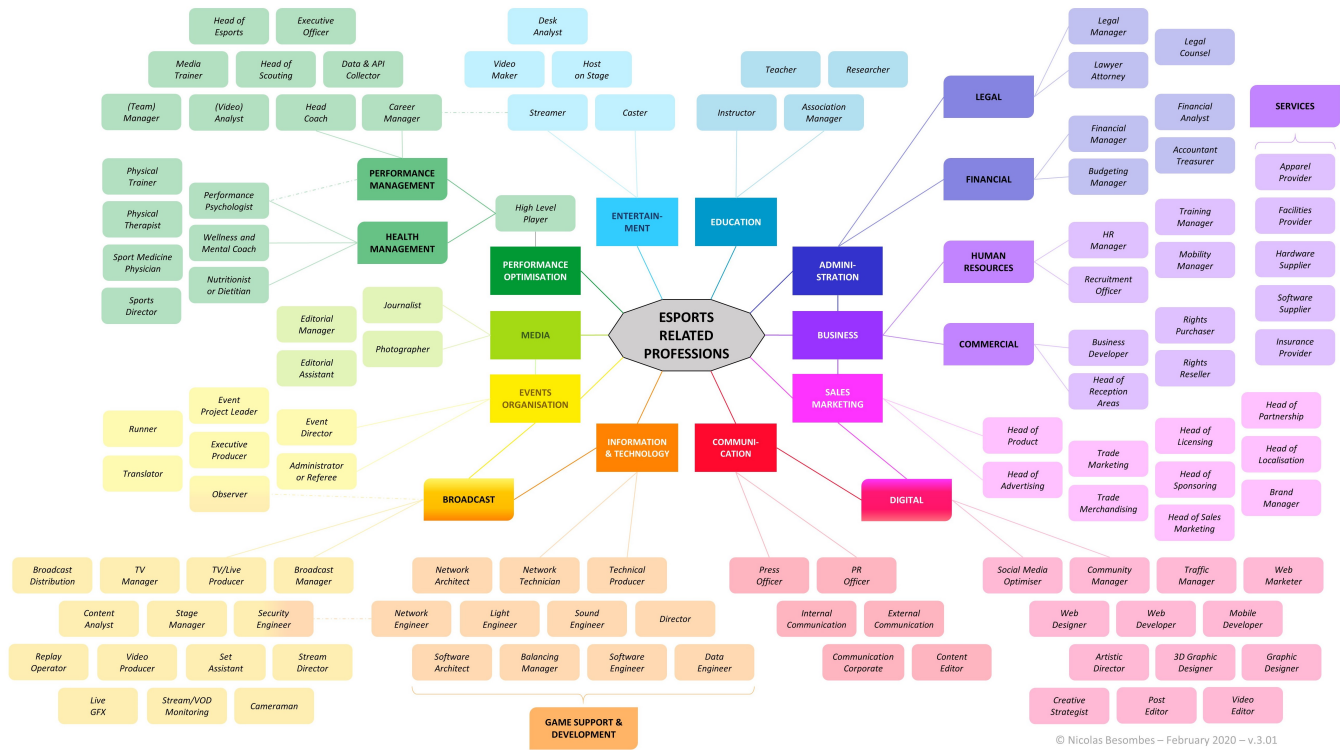 Head of
Esports
Executive
Officer
Media
Trainer
Head of
Scouting
Data & API
Collector
(Team)
Manager
(Video)
Analyst
Head
Coach
Career
Manager
Desk
Analyst
Video
Maker
Host
on Stage
Streamer
Caster
Teacher
Researcher
Instructor
Association
Manager
Legal
Manager
Legal
Counsel
Lawyer
Attorney
LEGAL
Financial
Manager
Financial
Analyst
Accountant
Treasurer
Budgeting
Manager
FINANCIAL
SERVICES
Apparel
Provider
Facilities
Provider
Hardware
Supplier
Software
Supplier
Insurance
Provider
Physical
Trainer
Performance
Psychologist
Physical
Therapist
Wellness and
Mental Coach
Sport Medicine
Physician
Nutritionist
or Dietitian
Sports
Director
PERFORMANCE
MANAGEMENT
HEALTH
MANAGEMENT
High Level
Player
PERFORMANCE
OPTIMISATION
ENTERTAIN-
MENT
EDUCATION
ADMINI-
STRATION
HUMAN
RESOURCES
HR
Manager
Training
Manager
Mobility
Manager
Recruitment
Officer
ESPORTS
RELATED
PROFESSIONS
Journalist
Editorial
Manager
Photographer
Editorial
Assistant
MEDIA
BUSINESS
COMMERCIAL
Business
Developer
Rights
Purchaser
Rights
Reseller
Head of
Reception
Areas
EVENTS
ORGANISATION
SALES
MARKETING
Event
Project Leader
Runner
Event
Director
Executive
Producer
Translator
Administrator
or Referee
Observer
INFORMATION
& TECHNOLOGY
COMMUNI-
CATION
BROADCAST
DIGITAL
Head of
Product
Head of
Advertising
Trade
Marketing
Trade
Merchandising
Head of
Licensing
Head of
Sponsoring
Head of Sales
Marketing
Head of
Partnership
Head of
Localisation
Brand
Manager
Broadcast
Distribution
TV
Manager
TV/Live
Producer
Broadcast
Manager
Content
Analyst
Stage
Manager
Security
Engineer
Replay
Operator
Video
Producer
Set
Assistant
Stream
Director
Live
GFX
Stream/VOD
Monitoring
Cameraman
Network
Architect
Network
Technician
Technical
Producer
Network
Engineer
Light
Engineer
Sound
Engineer
Director
Software
Architect
Balancing
Manager
Software
Engineer
Data
Engineer
GAME SUPPORT &
DEVELOPMENT
Press
Officer
PR
Officer
Internal
Communication
External
Communication
Communication
Corporate
Content
Editor
Social Media
Optimiser
Community
Manager
Traffic
Manager
Web
Marketer
Web
Designer
Web
Developer
Mobile
Developer
Artistic
Director
3D Graphic
Designer
Graphic
Designer
Creative
Strategist
Post
Editor
Video
Editor
© Nicolas Besombes – February 2020 – v.3.01